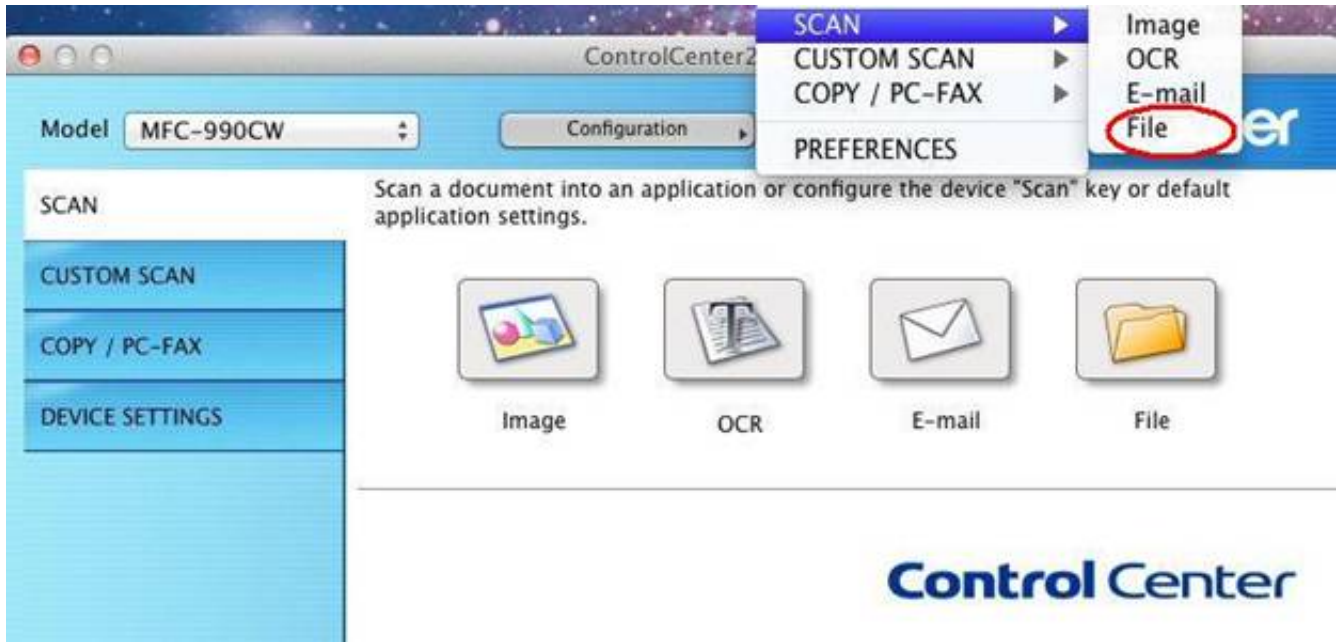 ControlCenter2
SCAN
CUSTOM SCAN
COPY / PC-FAX
PREFERENCES
Image
OCR
E-mail
File
er
Model
MFC-990CW
Configuration
SCAN
CUSTOM SCAN
COPY / PC-FAX
DEVICE SETTINGS
Scan a document into an application or configure the device "Scan" key or default
application settings.
Image
OCR
E-mail
File
Control Center